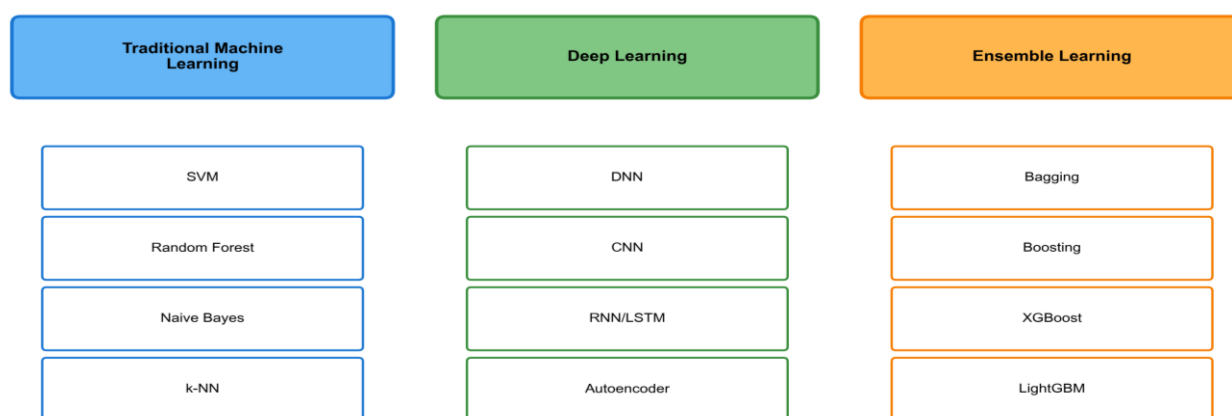 Traditional Machine
Learning
Deep Learning
Ensemble Learning
SVM
DNN
Bagging
Random Forest
CNN
Boosting
Naive Bayes
RNN/LSTM
XGBoost
k-NN
Autoencoder
LightGBM